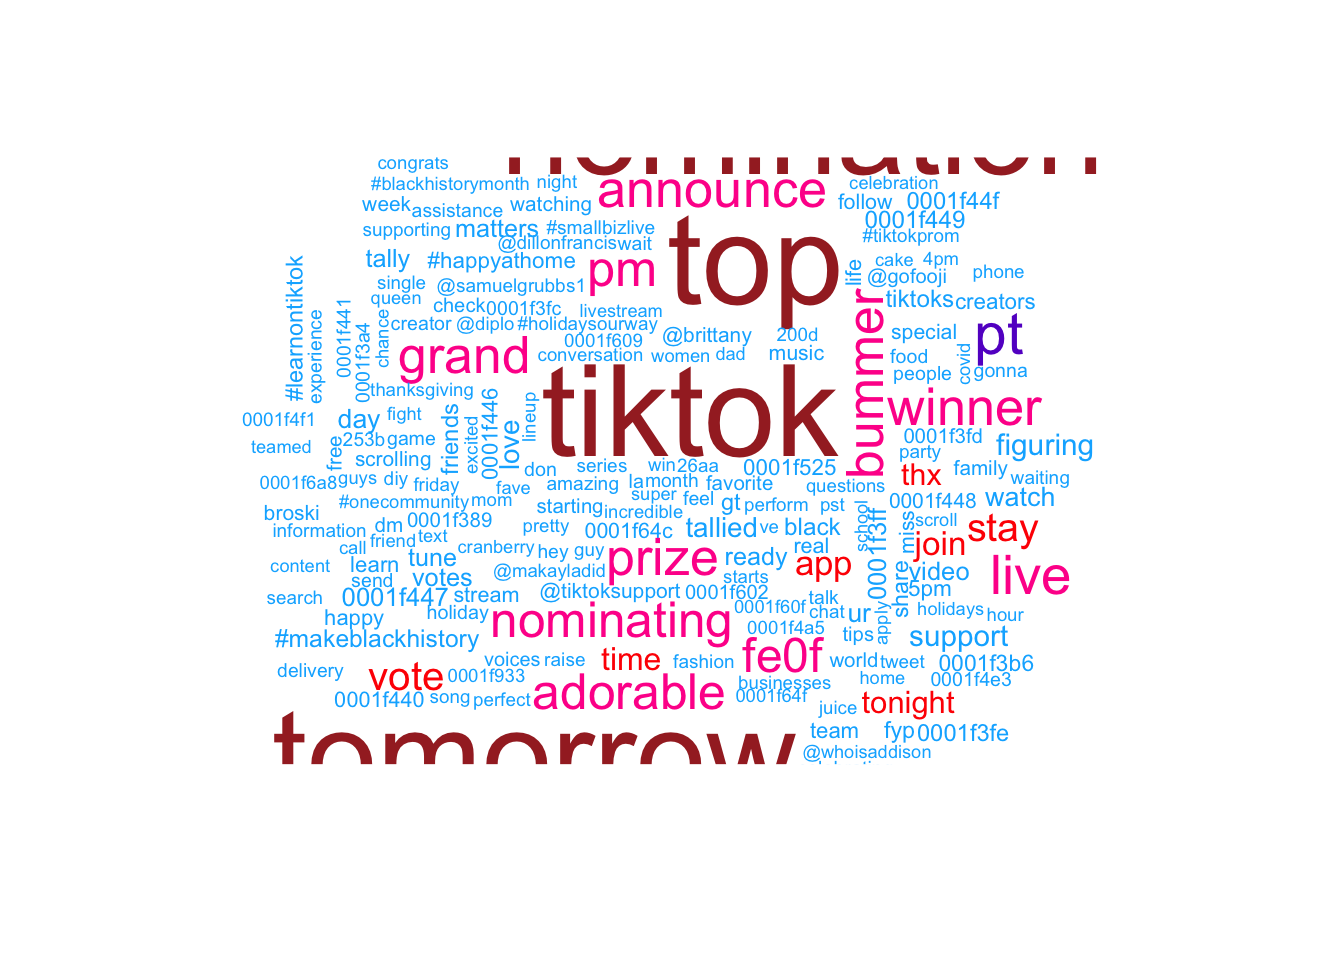 nomination
congrats
#blackhistorymonth
night
announce
celebration
week
assistance
watching
follow
0001f44f
0001f449
supporting
matters
#smallbizlive
@dillonfrancis
wait
top
#tiktokprom
tally
#happyathome
pm
life
cake
4pm
@gofooji
phone
single
@samuelgrubbs1
queen
check
0001f3fc
livestream
tiktoks
creators
#learnontiktok
experience
0001f441
0001f3a4
chance
creator
@diplo
#holidaysourway
@brittany
200d
bummer
special
pt
0001f609
grand
conversation
women
dad
music
food
people
covid
gonna
thanksgiving
tiktok
winner
0001f4f1
day
fight
friends
excited
0001f446
love
lineup
teamed
free
253b
game
0001f3fd
party
figuring
scrolling
don
series
win
26aa
0001f525
thx
family
waiting
0001f6a8
guys
diy
friday
fave
amazing
la
month
favorite
questions
#onecommunity
mom
starting
super
feel
gt
perform
pst
0001f448
watch
broski
dm
0001f389
incredible
information
friend
text
pretty
0001f64c
tallied
ve
black
school
0001f3ff
miss
scroll
stay
call
cranberry
hey
guy
prize
ready
real
join
content
learn
tune
@makayladid
starts
app
video
live
send
votes
search
0001f447
stream
@tiktoksupport
0001f602
talk
share
5pm
happy
holiday
nominating
0001f60f
chat
ur
apply
holidays
hour
#makeblackhistory
0001f4a5
tips
support
voices
raise
time
fashion
fe0f
world
tweet
0001f3b6
delivery
vote
0001f933
adorable
businesses
home
0001f4e3
0001f440
song
perfect
0001f64f
juice
tonight
tomorrow
team
fyp
0001f3fe
@whoisaddison